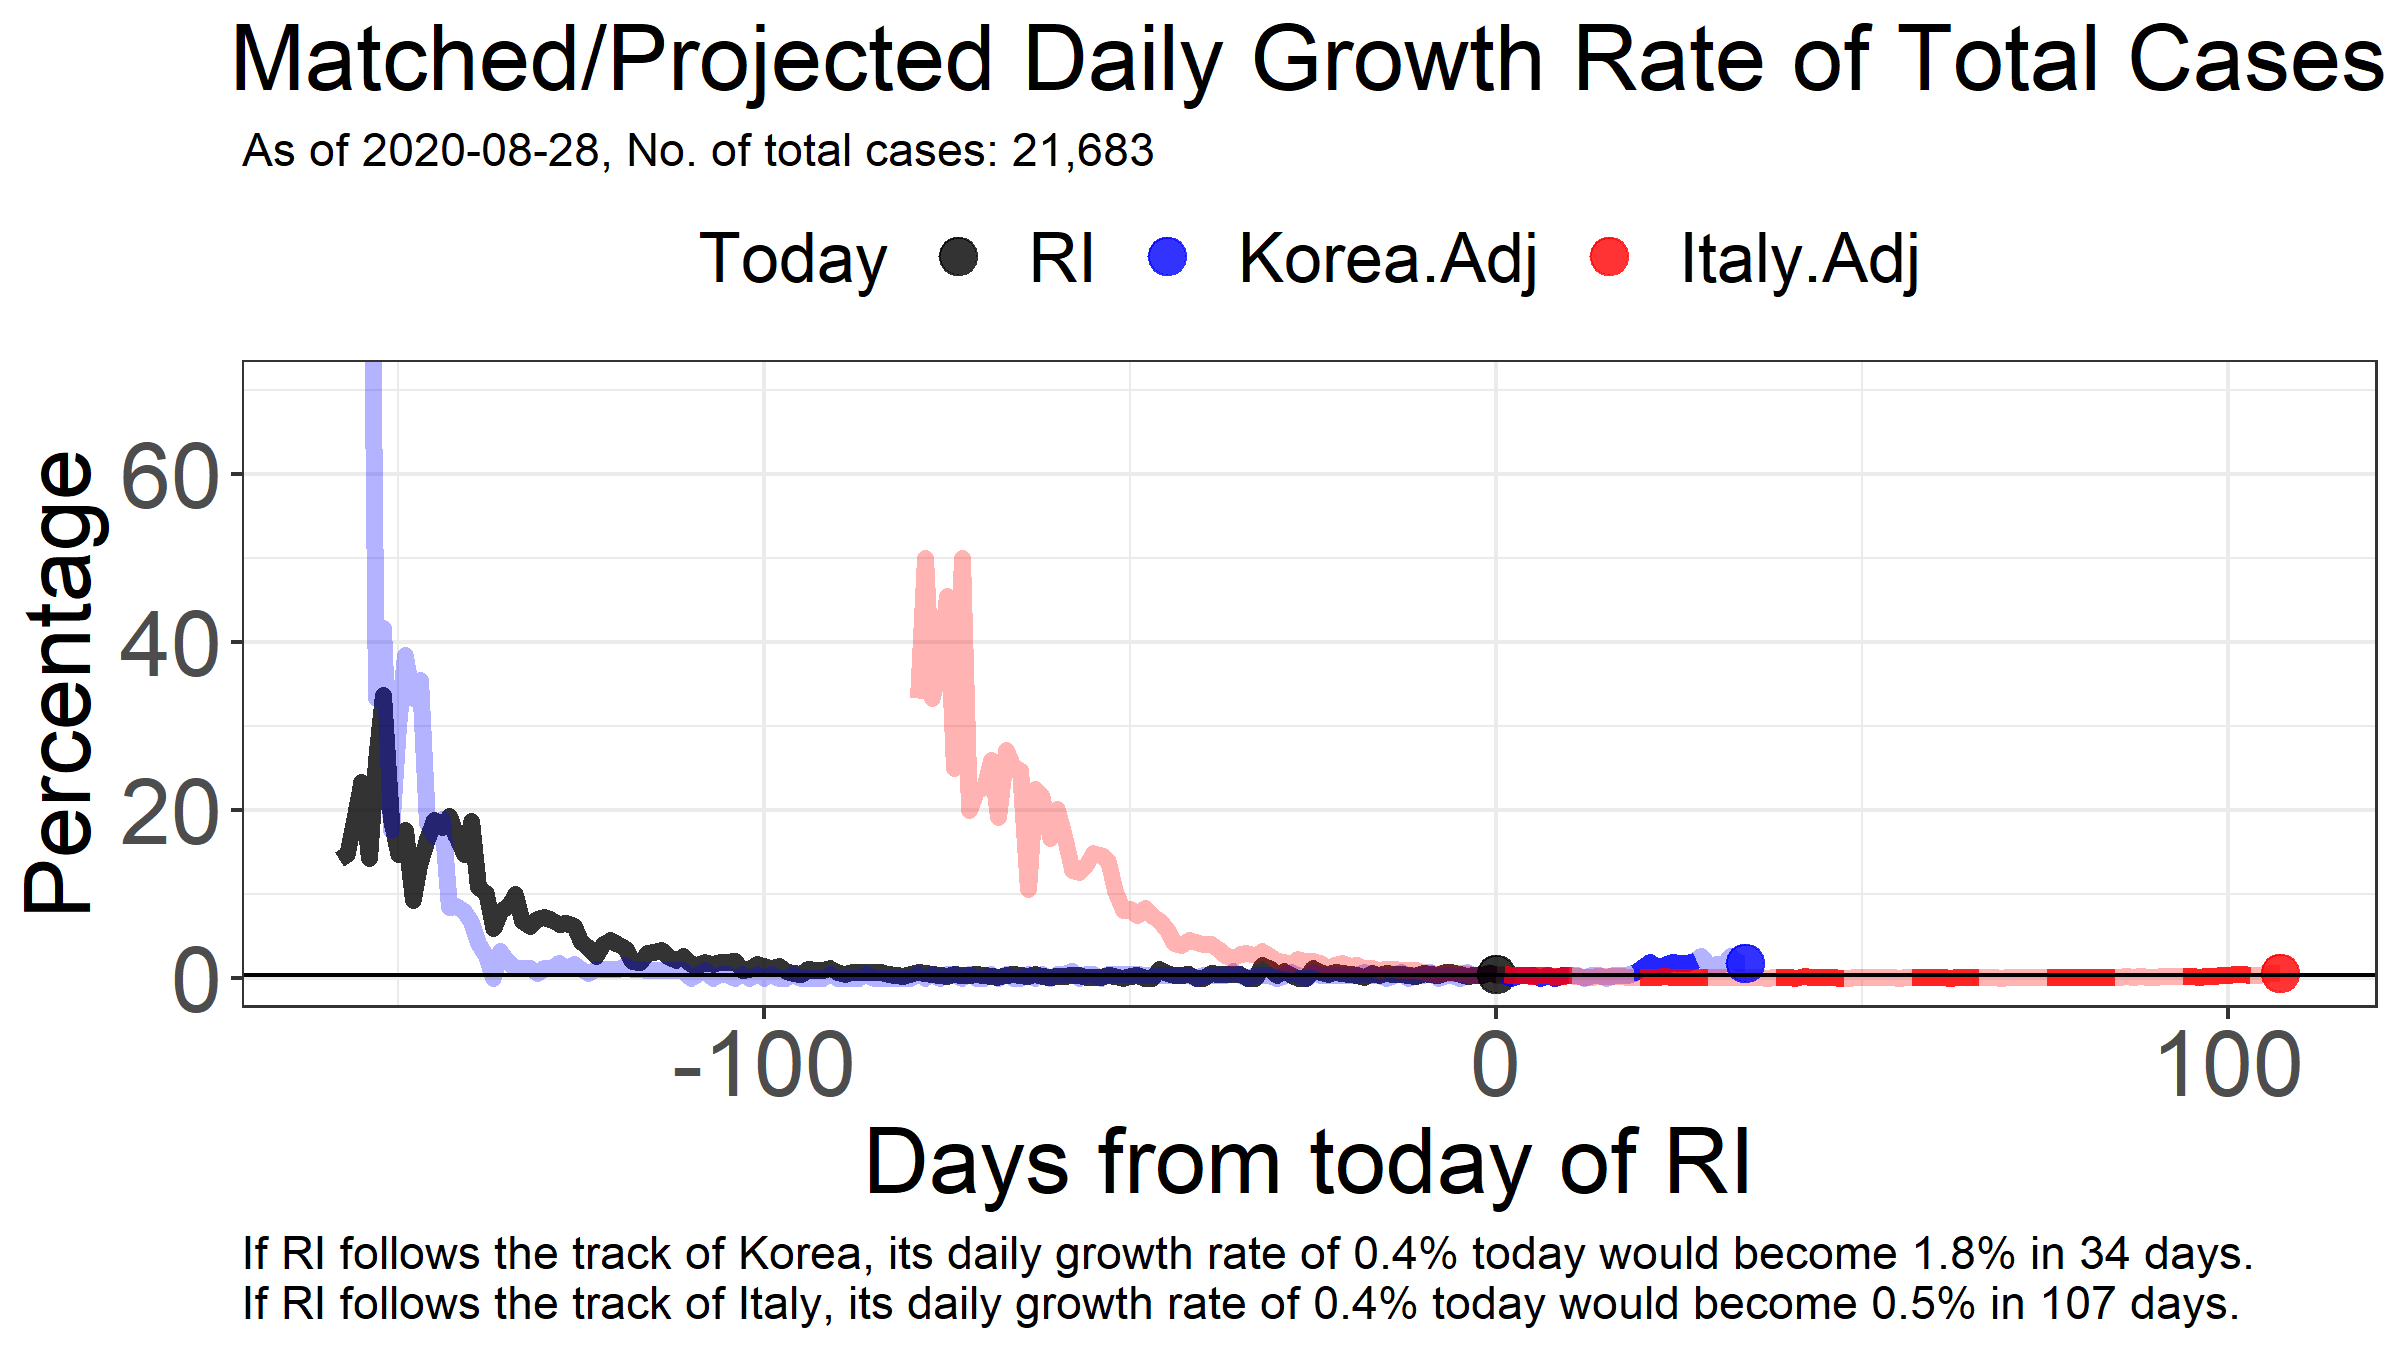 Matched/Projected Daily Growth Rate of Total Cases
As of 2020-08-28, No. of total cases: 21,683
Today RI Korea.Adj Italy.Adj
Percentage
60
40
20
0
-100 0 100
Days from today of RI
If RI follows the track of Korea, its daily growth rate of 0.4% today would become 1.8% in 34 days.
If RI follows the track of Italy, its daily growth rate of 0.4% today would become 0.5% in 107 days.